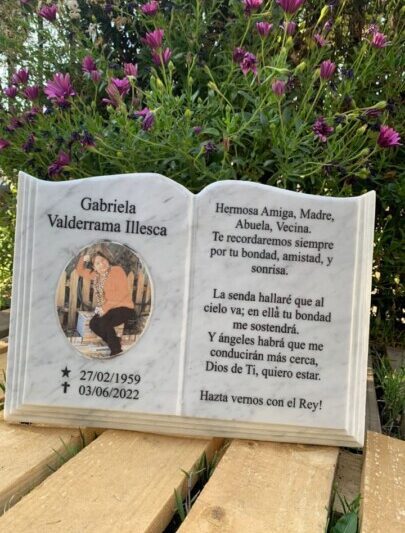 Gabriela
Valderrama Illesca
★ 27/02/1959
✝ 03/06/2022
Hermosa Amiga, Madre,
Abuela, Vecina.
Te recordaremos siempre
por tu bondad, amistad, y
sonrisa.
La senda hallaré que al
cielo va; en ellà tu bondad
me sostendrá.
Y ángeles habrá que me
conducirán más cerca,
Dios de Ti, quiero estar.
Hazta vernos con el Rey!